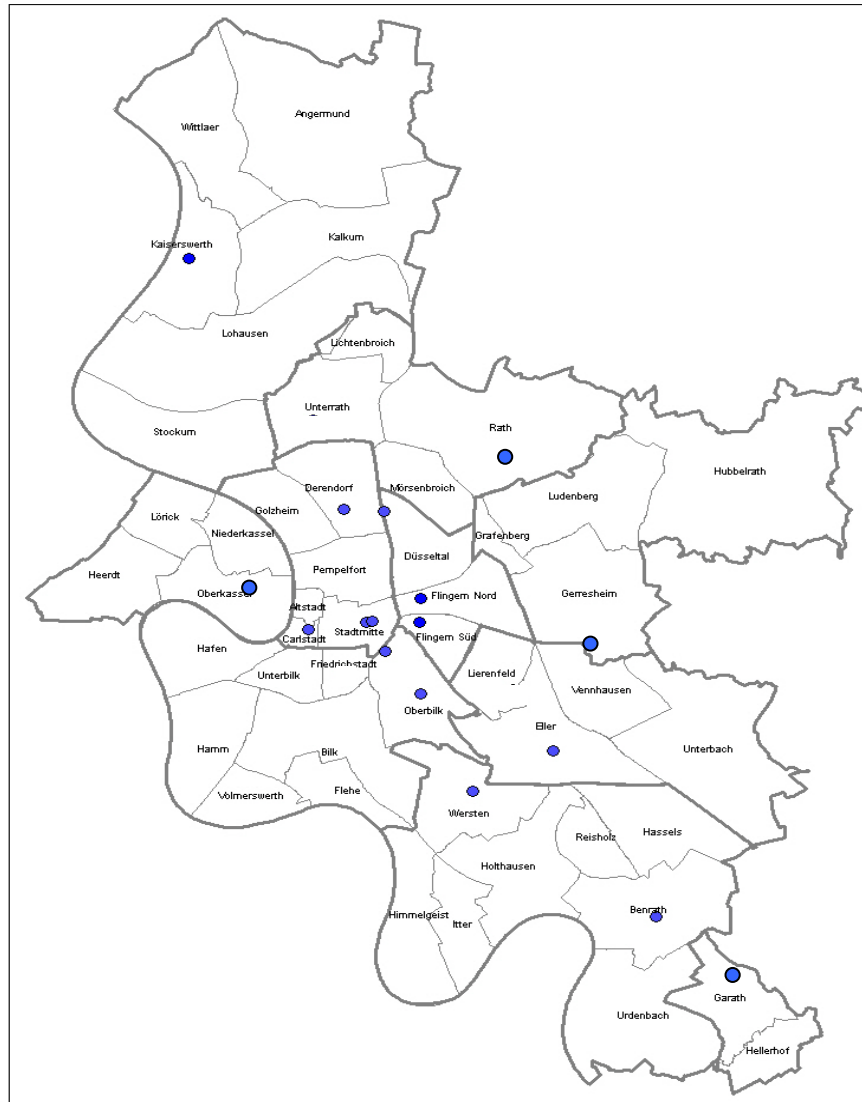 Angermund
Wittlaer
Kalkum
Kaiserswerth
Lohausen
Lichtenbroich
Unterrath
Rath
Stockum
Hubbelrath
Derendorf
Mörsenbroich
Ludenberg
Golzheim
Lörick
Niederkassel
Grafenberg
Düsseltal
Heerdt
Pempelfort
Oberkassel
Flingern Nord
Gerresheim
Altstadt
Carlstadt
Stadtmitte
Flingern Süd
Hafen
Friedrichstadt
Unterbilk
Lierenfeld
Vennhausen
Oberbilk
Eller
Hamm
Bilk
Unterbach
Volmerswerth
Flehe
Wersten
Reisholz
Hassels
Holthausen
Himmelgeist
Itter
Benrath
Garath
Urdenbach
Hellerhof